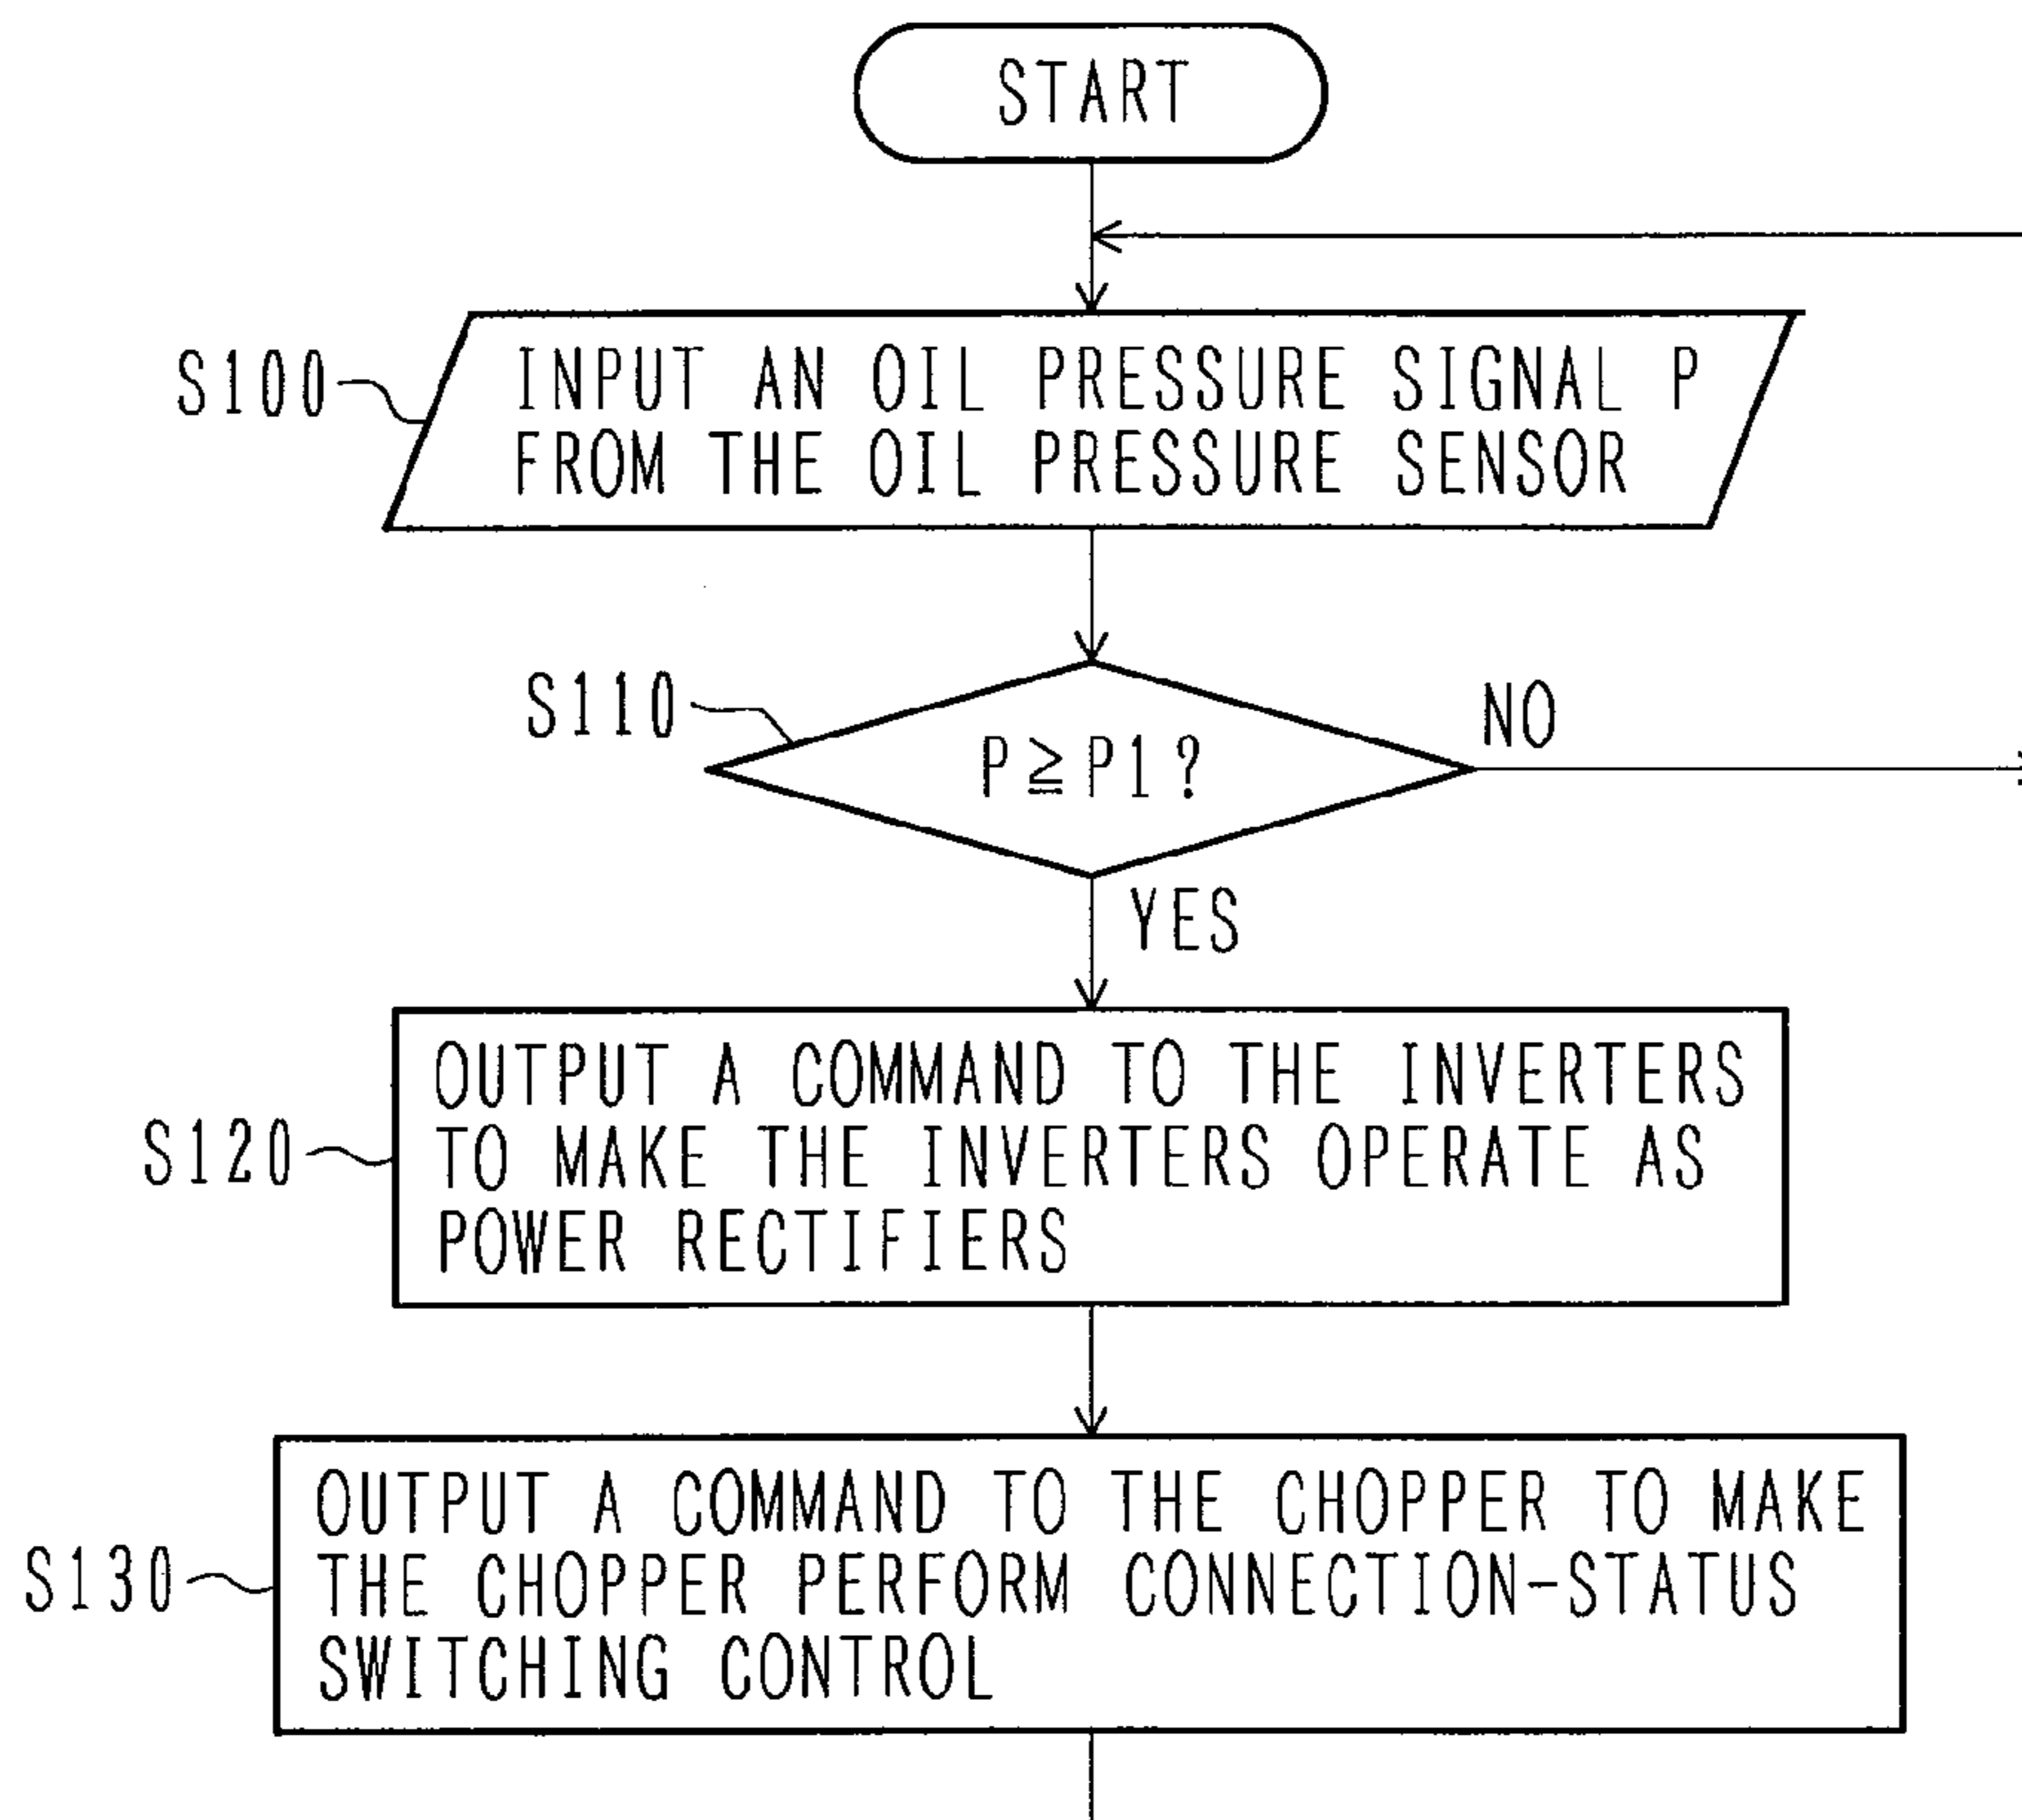 START
S100
INPUT AN OIL PRESSURE SIGNAL P
FROM THE OIL PRESSURE SENSOR
S110
P≧P1?
NO
YES
S120
OUTPUT A COMMAND TO THE INVERTERS
TO MAKE THE INVERTERS OPERATE AS
POWER RECTIFIERS
S130
OUTPUT A COMMAND TO THE CHOPPER TO MAKE
THE CHOPPER PERFORM CONNECTION-STATUS
SWITCHING CONTROL